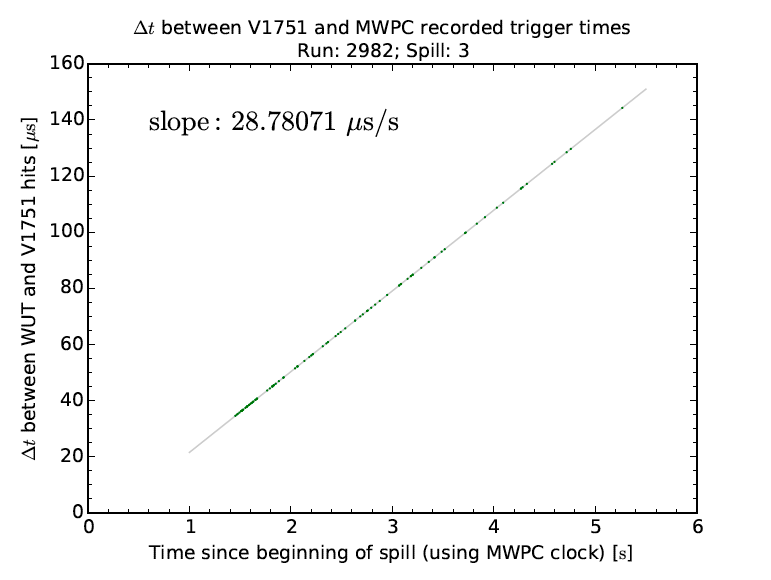 Δt between V1751 and MWPC recorded trigger times
Run: 2982; Spill: 3
160
140
120
100
80
60
40
20
0
slope: 28.78071 μs/s
Δt between WUT and V1751 hits [μs]
0 1 2 3 4 5 6
Time since beginning of spill (using MWPC clock) [s]